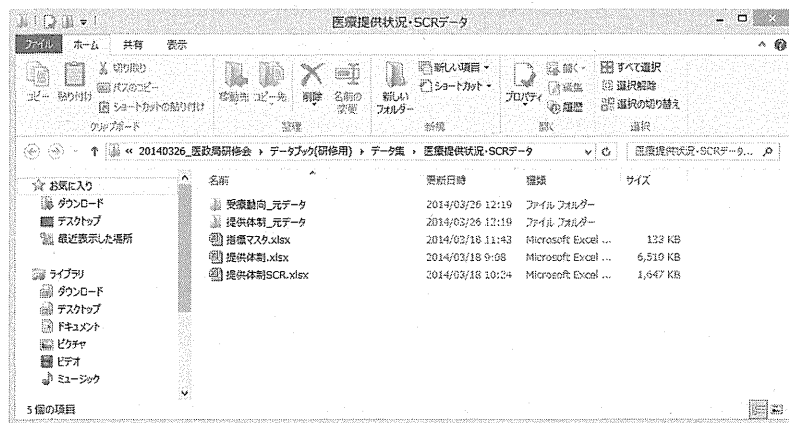 医療提供状況・SCRデータ
ファイル ホーム 共有 表示
コピー 貼り付け
切り取り
パスのコピー
ショートカットの貼り付け
移動先 コピー先 削除 名前の変更
新しいフォルダー
新しい項目
ショートカット
プロパティ
開く
編集
履歴
すべて選択
選択解除
選択の切り替え
クリップボード 整理 新規 開く 選択
« 20140326_医政局研修会 › データブック(研修用) › データ集 › 医療提供状況・SCRデータ
医療提供状況・SCRデータ...
名前 更新日時 種類 サイズ
受療動向_元データ 2014/03/26 12:19 ファイル フォルダー
提供体制_元データ 2014/03/26 12:19 ファイル フォルダー
指標マスタ.xlsx 2014/03/18 11:43 Microsoft Excel ... 133 KB
提供体制.xlsx 2014/03/18 9:08 Microsoft Excel ... 6,519 KB
提供体制SCR.xlsx 2014/03/18 10:24 Microsoft Excel ... 1,647 KB
お気に入り
ダウンロード
デスクトップ
最近表示した場所
ライブラリ
ダウンロード
デスクトップ
ドキュメント
ピクチャ
ビデオ
ミュージック
5 個の項目